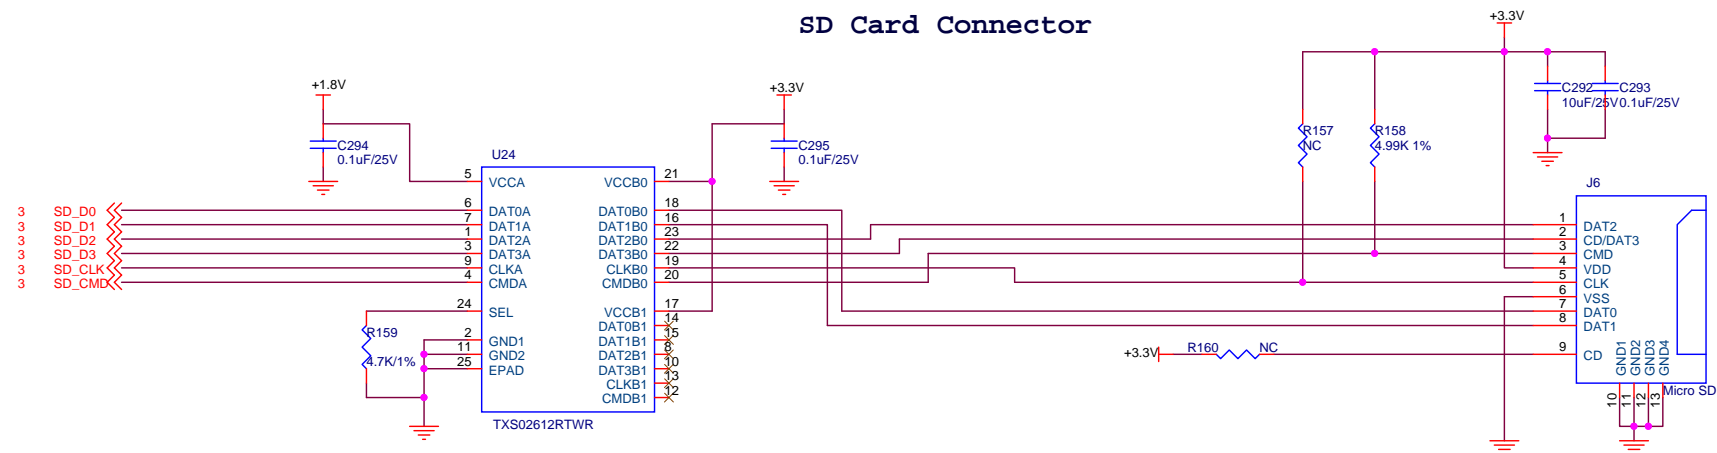 SD Card Connector
+3.3V
+1.8V
+3.3V
C292
10uF/25V
C293
0.1uF/25V
C294
0.1uF/25V
C295
0.1uF/25V
R157
NC
R158
4.99K 1%
U24
J6
5 VCCA VCCB0 21
3 SD_D0 6 DAT0A DAT0B0 18
3 SD_D1 7 DAT1A DAT1B0 16
3 SD_D2 1 DAT2A DAT2B0 23
3 SD_D3 3 DAT3A DAT3B0 22
3 SD_CLK 9 CLKA CLKB0 19
3 SD_CMD 4 CMDA CMDB0 20
24 SEL VCCB1 17
DAT0B1 14
2 GND1 DAT1B1 15
11 GND2 DAT2B1 8
25 EPAD DAT3B1 10
CLKB1 13
CMDB1 12
R159
4.7K/1%
TXS02612RTWR
1 DAT2
2 CD/DAT3
3 CMD
4 VDD
5 CLK
6 VSS
7 DAT0
8 DAT1
+3.3V R160 NC 9 CD
GND1 10
GND2 11
GND3 12
GND4 13
Micro SD